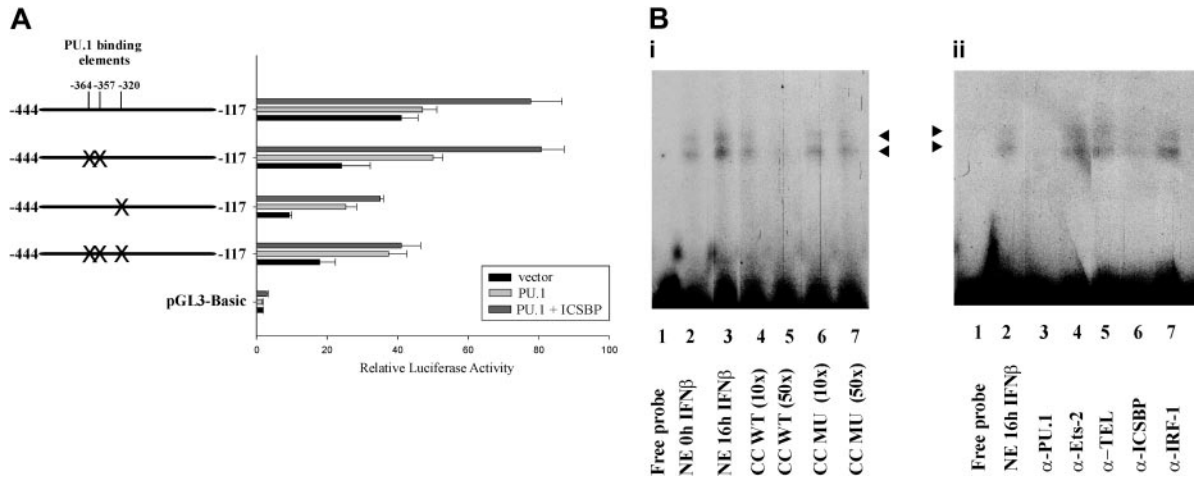 A
PU.1 binding
elements
-364 -357 -320
-444 -117
-444 -117
-444 -117
-444 -117
pGL3-Basic
vector
PU.1
PU.1 + ICSBP
0 20 40 60 80 100
Relative Luciferase Activity
B
i
1 2 3 4 5 6 7
Free probe
NE 0h IFNβ
NE 16h IFNβ
CC WT (10x)
CC WT (50x)
CC MU (10x)
CC MU (50x)
ii
1 2 3 4 5 6 7
Free probe
NE 16h IFNβ
α-PU.1
α-Ets-2
α-TEL
α-ICSBP
α-IRF-1